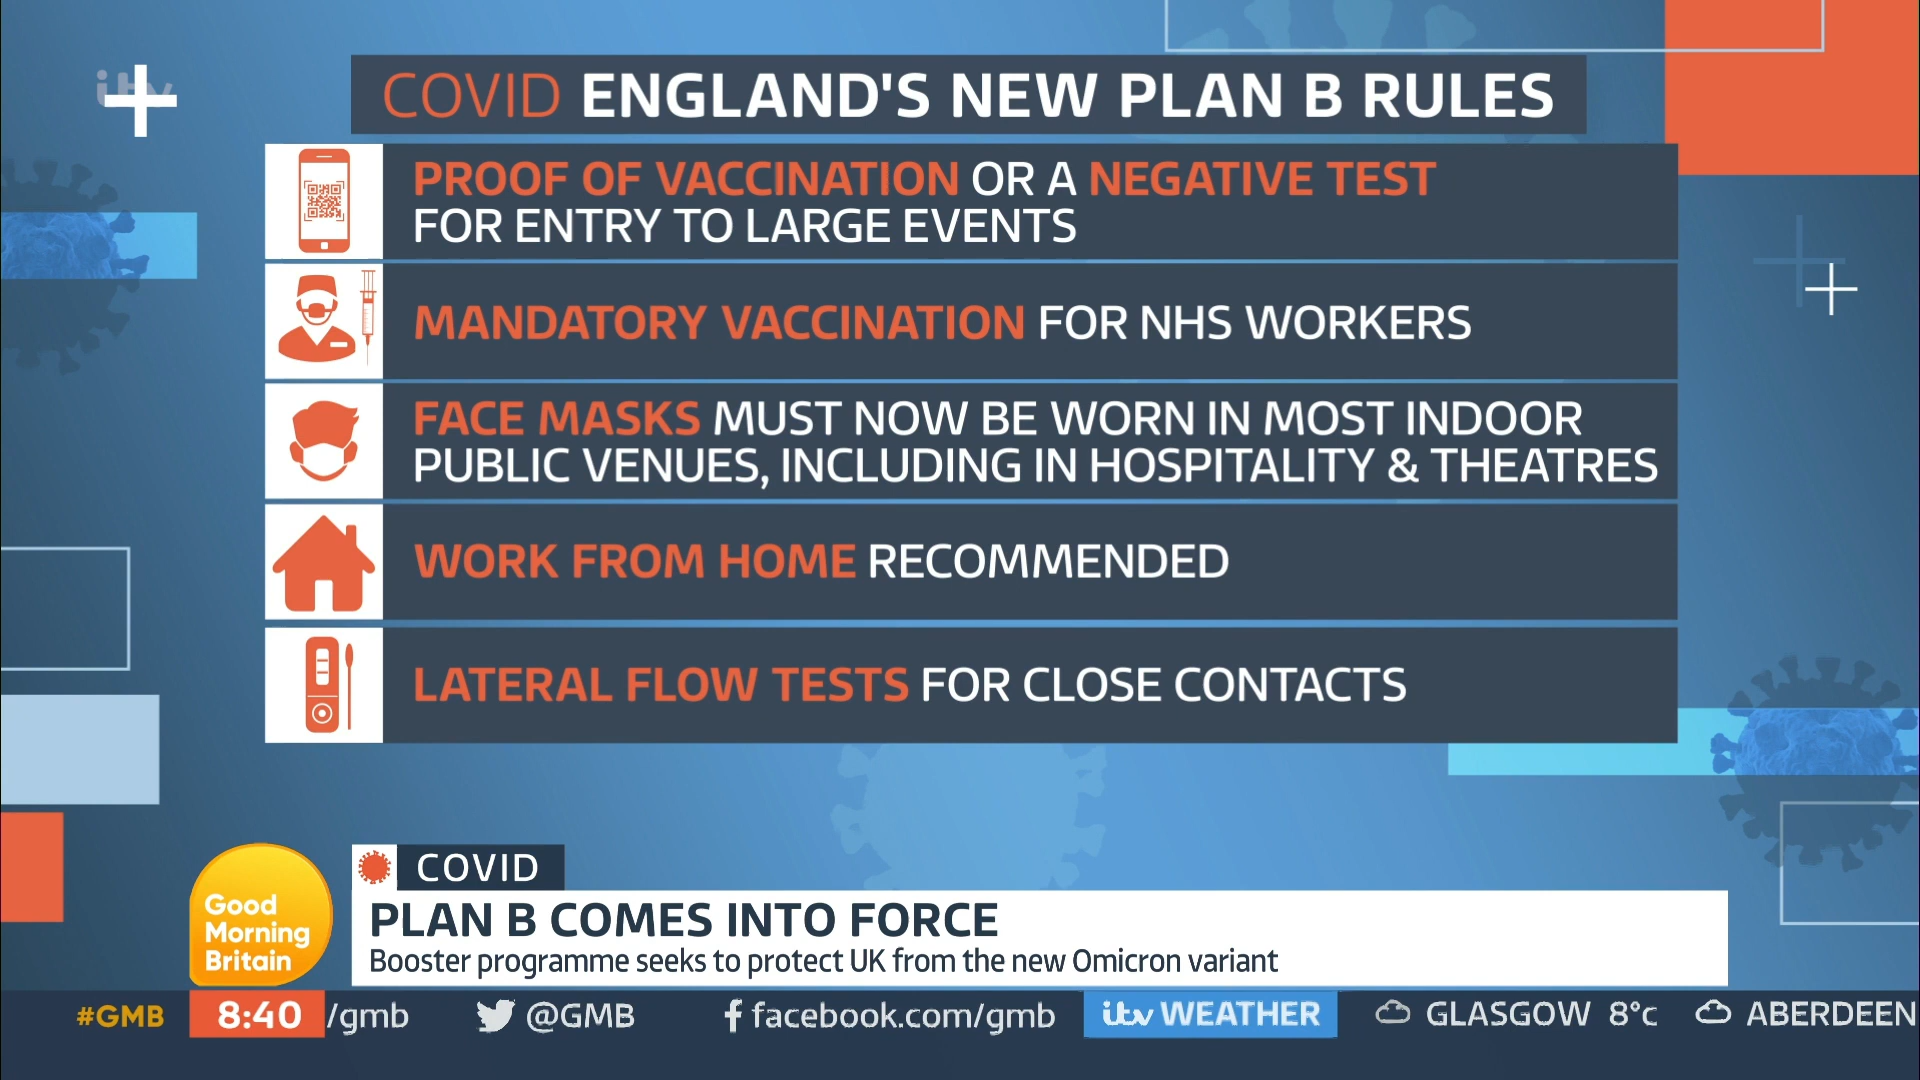 itv
COVID ENGLAND'S NEW PLAN B RULES
PROOF OF VACCINATION OR A NEGATIVE TEST
FOR ENTRY TO LARGE EVENTS
MANDATORY VACCINATION FOR NHS WORKERS
FACE MASKS MUST NOW BE WORN IN MOST INDOOR
PUBLIC VENUES, INCLUDING IN HOSPITALITY & THEATRES
WORK FROM HOME RECOMMENDED
LATERAL FLOW TESTS FOR CLOSE CONTACTS
COVID
Good
Morning
Britain
PLAN B COMES INTO FORCE
Booster programme seeks to protect UK from the new Omicron variant
#GMB 8:40 /gmb @GMB facebook.com/gmb itv WEATHER GLASGOW 8°c ABERDEEN